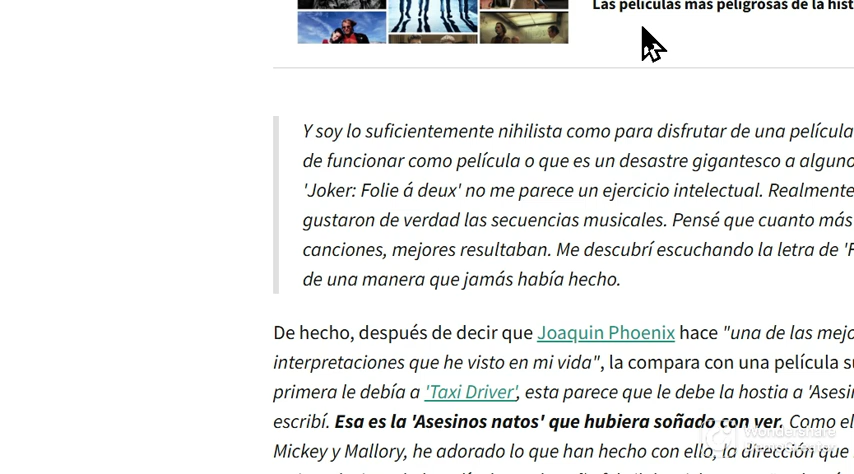 Las películas más peligrosas de la hist
Y soy lo suficientemente nihilista como para disfrutar de una película
de funcionar como película o que es un desastre gigantesco a alguno
'Joker: Folie á deux' no me parece un ejercicio intelectual. Realmente
gustaron de verdad las secuencias musicales. Pensé que cuanto más
canciones, mejores resultaban. Me descubrí escuchando la letra de 'F
de una manera que jamás había hecho.
De hecho, después de decir que Joaquin Phoenix hace "una de las mejo
interpretaciones que he visto en mi vida", la compara con una película su
primera le debía a 'Taxi Driver', esta parece que le debe la hostia a 'Asesin
escribí. Esa es la 'Asesinos natos' que hubiera soñado con ver. Como el
Wondershare
Mickey y Mallory, he adorado lo que han hecho con ello, la dirección que